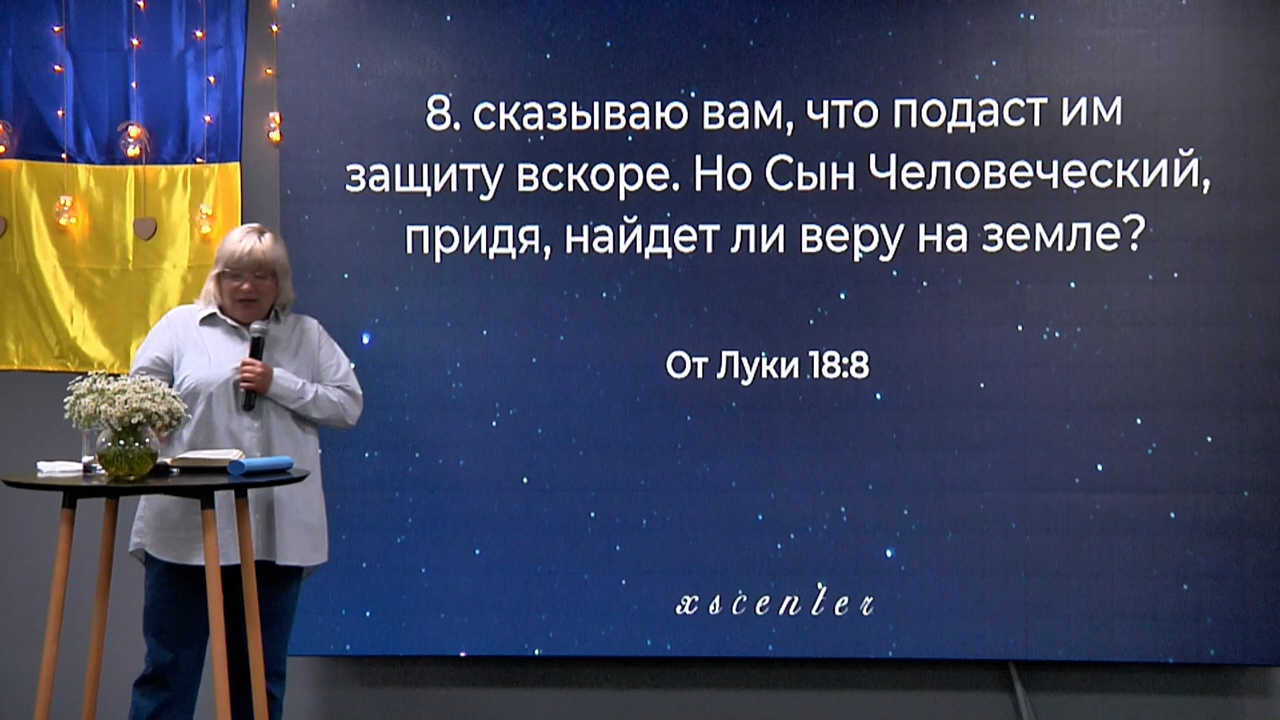 8. сказываю вам, что подаст им
защиту вскоре. Но Сын Человеческий,
придя, найдет ли веру на земле?
От Луки 18:8
xscenter